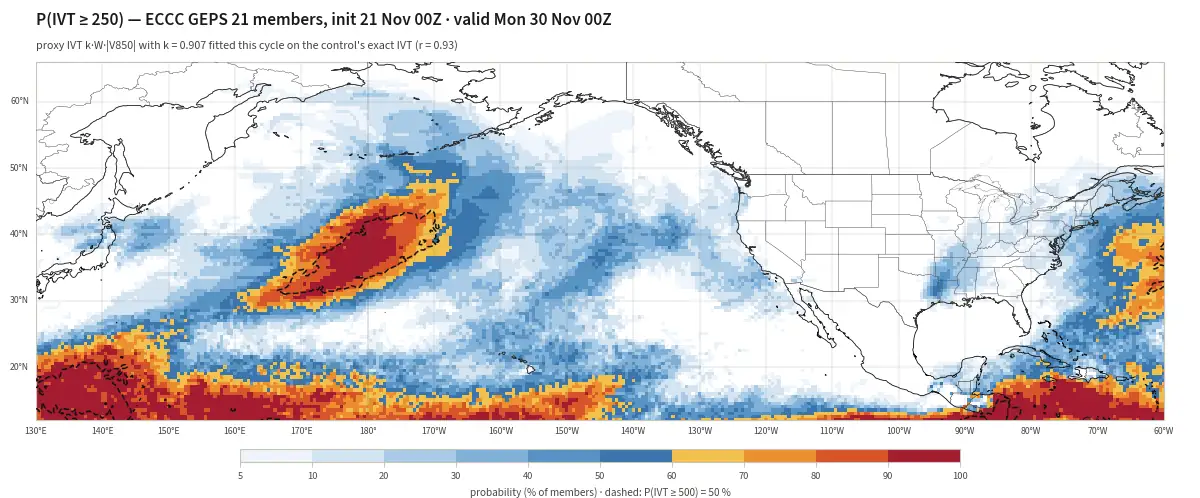 P(IVT ≥ 250) — ECCC GEPS 21 members, init 21 Nov 00Z · valid Mon 30 Nov 00Z
proxy IVT k·W·|V850| with k = 0.907 fitted this cycle on the control's exact IVT (r = 0.93)
60°N
50°N
40°N
30°N
20°N
130°E 140°E 150°E 160°E 170°E 180° 170°W 160°W 150°W 140°W 130°W 120°W 110°W 100°W 90°W 80°W 70°W 60°W
5 10 20 30 40 50 60 70 80 90 100
probability (% of members) · dashed: P(IVT ≥ 500) = 50 %